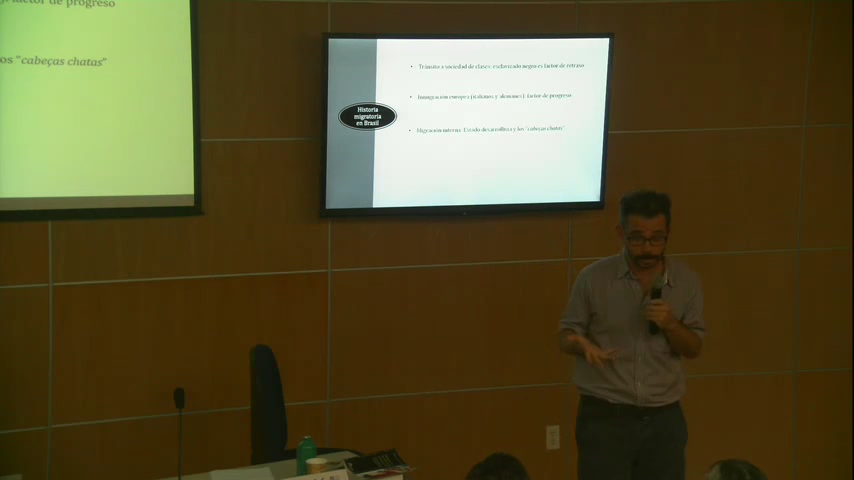 factor de progreso
os "cabeças chatas"
Historia
migratoria
en Brasil
• Tránsito a sociedad de clases: esclavizado negro es factor de retraso
• Inmigración europea (italianos y alemanes): factor de progreso
• Migración interna: Estado desarrollista y los "cabeças chatas"